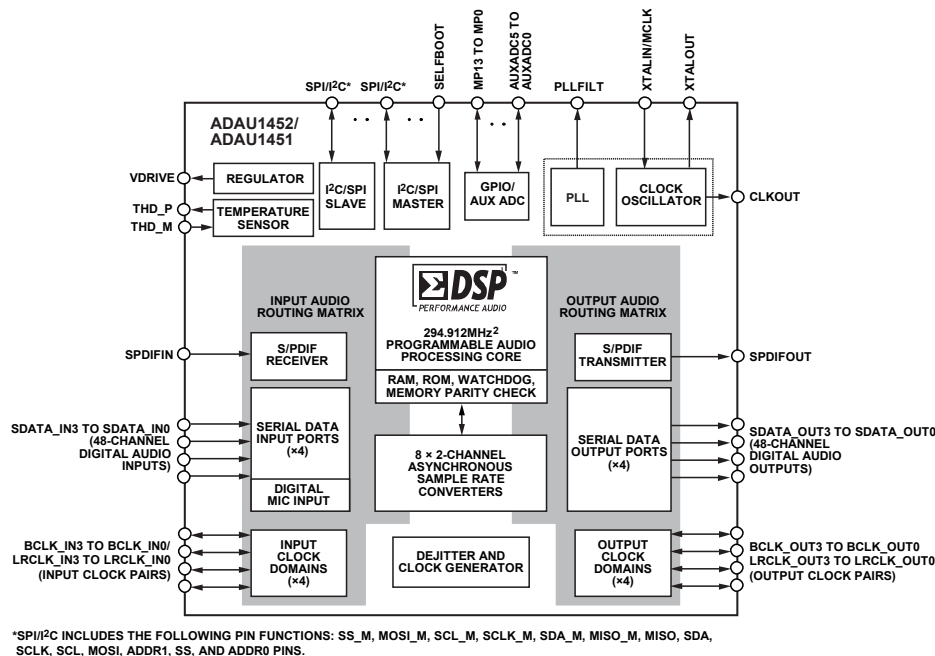 SPI/I²C*
SPI/I²C*
SELFBOOT
MP13 TO MP0
AUXADC5 TO
AUXADC0
PLLFILT
XTALIN/MCLK
XTALOUT
ADAU1452/
ADAU1451
VDRIVE
REGULATOR
THD_P
THD_M
TEMPERATURE
SENSOR
I²C/SPI
SLAVE
I²C/SPI
MASTER
GPIO/
AUX ADC
PLL
CLOCK
OSCILLATOR
CLKOUT
INPUT AUDIO
ROUTING MATRIX
ΣDSP™
PERFORMANCE AUDIO
294.912MHz²
PROGRAMMABLE AUDIO
PROCESSING CORE
RAM, ROM, WATCHDOG,
MEMORY PARITY CHECK
OUTPUT AUDIO
ROUTING MATRIX
SPDIFIN
S/PDIF
RECEIVER
S/PDIF
TRANSMITTER
SPDIFOUT
SDATA_IN3 TO SDATA_IN0
(48-CHANNEL
DIGITAL AUDIO
INPUTS)
SERIAL DATA
INPUT PORTS
(×4)
DIGITAL
MIC INPUT
8 × 2-CHANNEL
ASYNCHRONOUS
SAMPLE RATE
CONVERTERS
SERIAL DATA
OUTPUT PORTS
(×4)
SDATA_OUT3 TO SDATA_OUT0
(48-CHANNEL
DIGITAL AUDIO
OUTPUTS)
BCLK_IN3 TO BCLK_IN0/
LRCLK_IN3 TO LRCLK_IN0
(INPUT CLOCK PAIRS)
INPUT
CLOCK
DOMAINS
(×4)
DEJITTER AND
CLOCK GENERATOR
OUTPUT
CLOCK
DOMAINS
(×4)
BCLK_OUT3 TO BCLK_OUT0
LRCLK_OUT3 TO LRCLK_OUT0
(OUTPUT CLOCK PAIRS)
*SPI/I²C INCLUDES THE FOLLOWING PIN FUNCTIONS: SS_M, MOSI_M, SCL_M, SCLK_M, SDA_M, MISO_M, MISO, SDA,
SCLK, SCL, MOSI, ADDR1, SS, AND ADDR0 PINS.